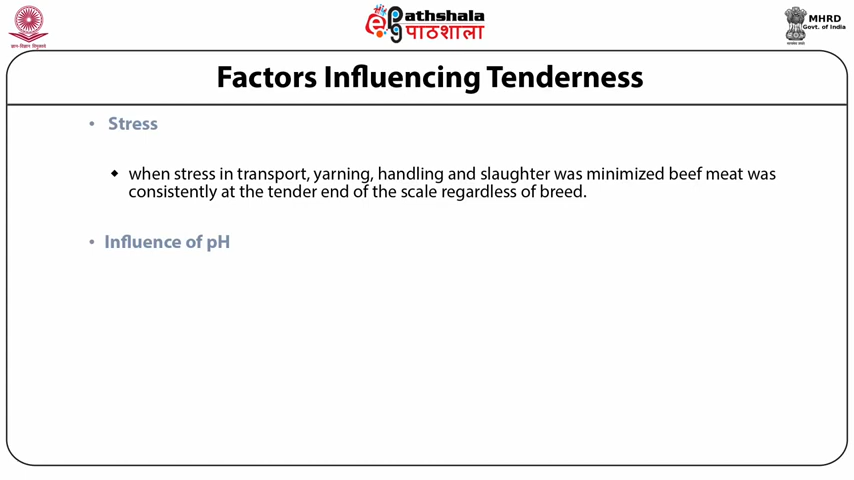 ePathshala
पाठशाला
MHRD
Govt. of India
Factors Influencing Tenderness
• Stress
◆ when stress in transport, yarning, handling and slaughter was minimized beef meat was
consistently at the tender end of the scale regardless of breed.
• Influence of pH